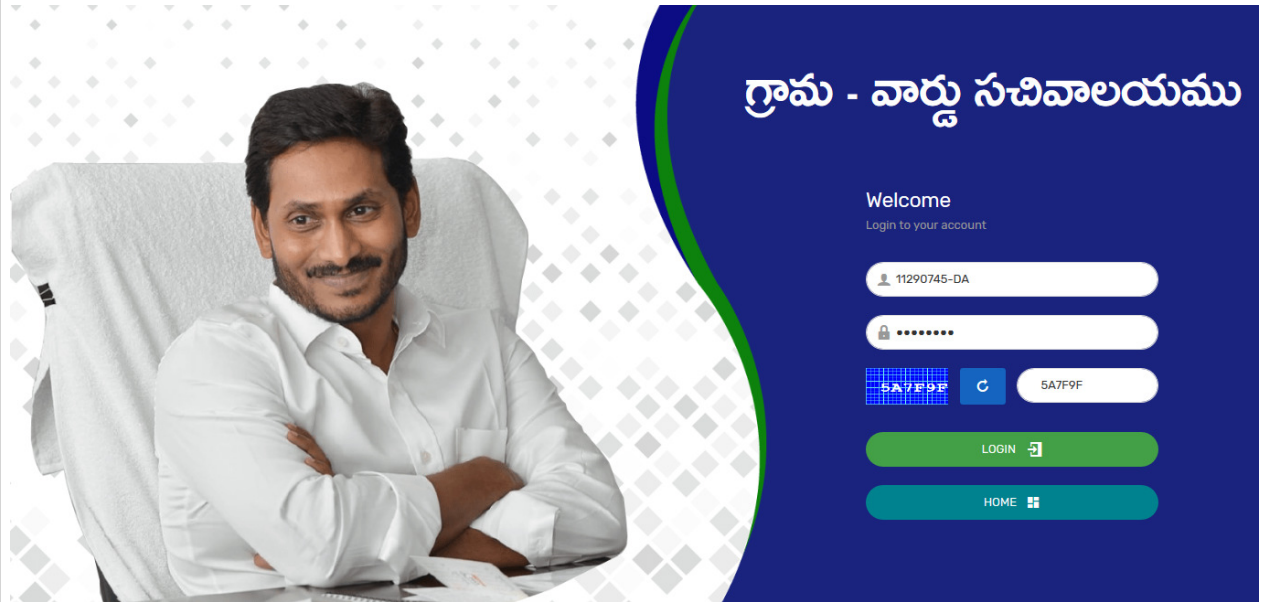 గ్రామ - వార్డు సచివాలయము
Welcome
Login to your account
11290745-DA
••••••••
5A7F9F 5A7F9F
LOGIN
HOME